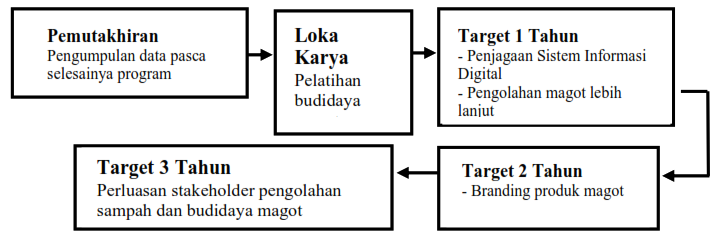 Pemutakhiran
Pengumpulan data pasca
selesainya program
Loka
Karya
Pelatihan
budidaya
Target 1 Tahun
- Penjagaan Sistem Informasi
Digital
- Pengolahan magot lebih
lanjut
Target 2 Tahun
- Branding produk magot
Target 3 Tahun
Perluasan stakeholder pengolahan
sampah dan budidaya magot